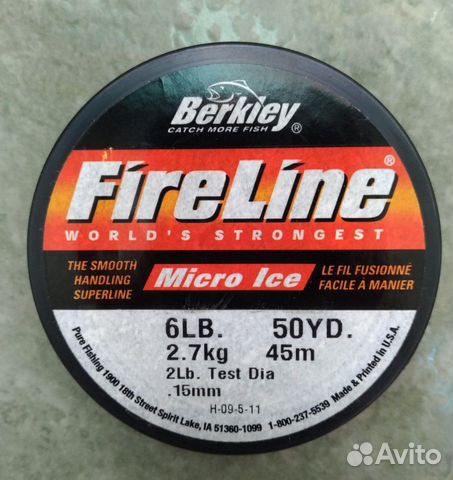 Berkley®
CATCH MORE FISH
FireLine®
WORLD'S STRONGEST
THE SMOOTH
HANDLING
SUPERLINE
Micro Ice
LE FIL FUSIONNÉ
FACILE À MANIER
6LB. 50YD.
2.7kg 45m
2Lb. Test Dia
.15mm
H-09-5-11
Pure Fishing 1900 18th Street Spirit Lake, IA 51360-1099 1-800-237-5539 Made & Printed in U.S.A.
Avito